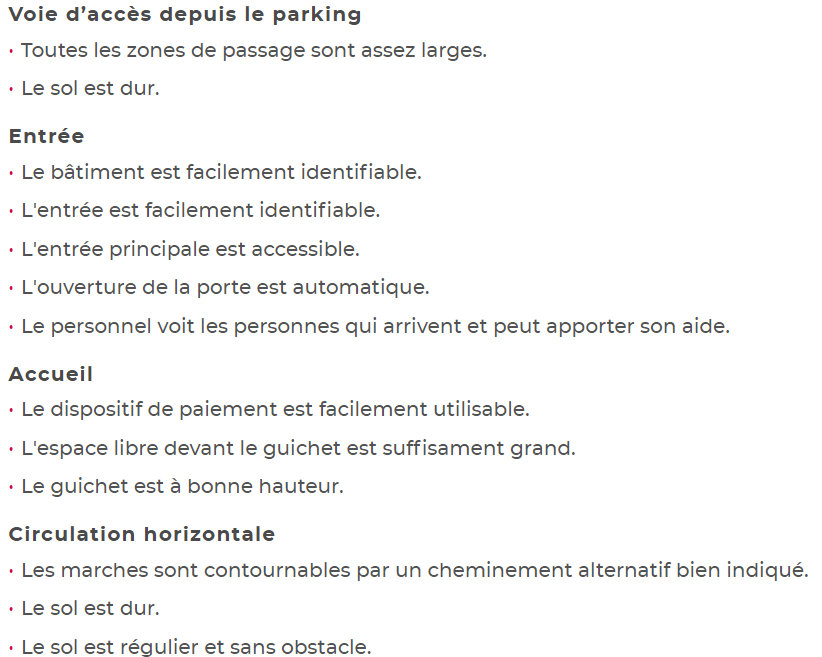 Voie d’accès depuis le parking
• Toutes les zones de passage sont assez larges.
• Le sol est dur.
Entrée
• Le bâtiment est facilement identifiable.
• L'entrée est facilement identifiable.
• L'entrée principale est accessible.
• L'ouverture de la porte est automatique.
• Le personnel voit les personnes qui arrivent et peut apporter son aide.
Accueil
• Le dispositif de paiement est facilement utilisable.
• L'espace libre devant le guichet est suffisament grand.
• Le guichet est à bonne hauteur.
Circulation horizontale
• Les marches sont contournables par un cheminement alternatif bien indiqué.
• Le sol est dur.
• Le sol est régulier et sans obstacle.